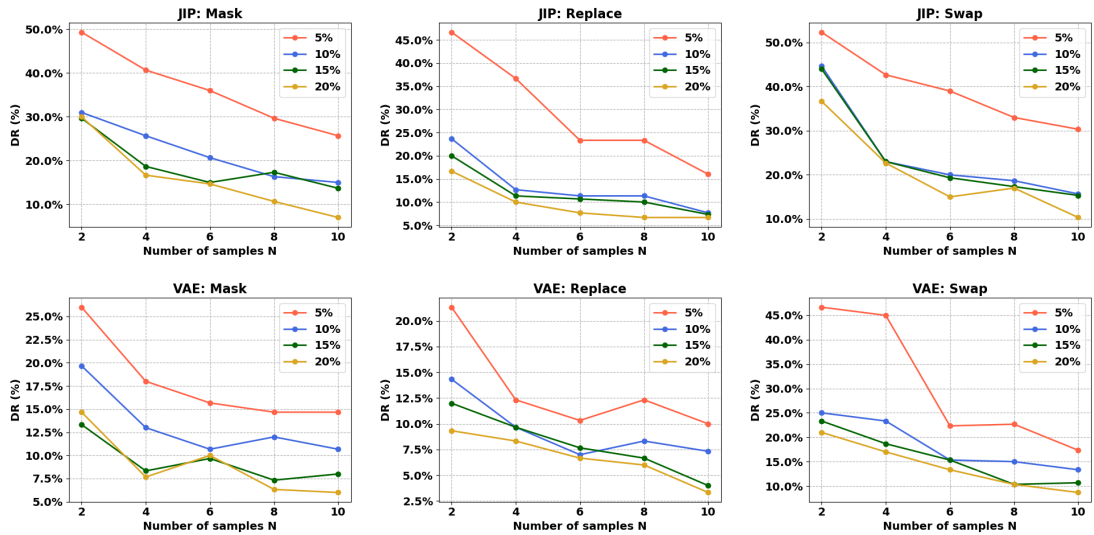 JIP: Mask
50.0%
40.0%
30.0%
20.0%
10.0%
DR (%)
2 4 6 8 10
Number of samples N
5%
10%
15%
20%
JIP: Replace
45.0%
40.0%
35.0%
30.0%
25.0%
20.0%
15.0%
10.0%
5.0%
DR (%)
2 4 6 8 10
Number of samples N
5%
10%
15%
20%
JIP: Swap
50.0%
40.0%
30.0%
20.0%
10.0%
DR (%)
2 4 6 8 10
Number of samples N
5%
10%
15%
20%
VAE: Mask
25.0%
22.5%
20.0%
17.5%
15.0%
12.5%
10.0%
7.5%
5.0%
DR (%)
2 4 6 8 10
Number of samples N
5%
10%
15%
20%
VAE: Replace
20.0%
17.5%
15.0%
12.5%
10.0%
7.5%
5.0%
2.5%
DR (%)
2 4 6 8 10
Number of samples N
5%
10%
15%
20%
VAE: Swap
45.0%
40.0%
35.0%
30.0%
25.0%
20.0%
15.0%
10.0%
DR (%)
2 4 6 8 10
Number of samples N
5%
10%
15%
20%